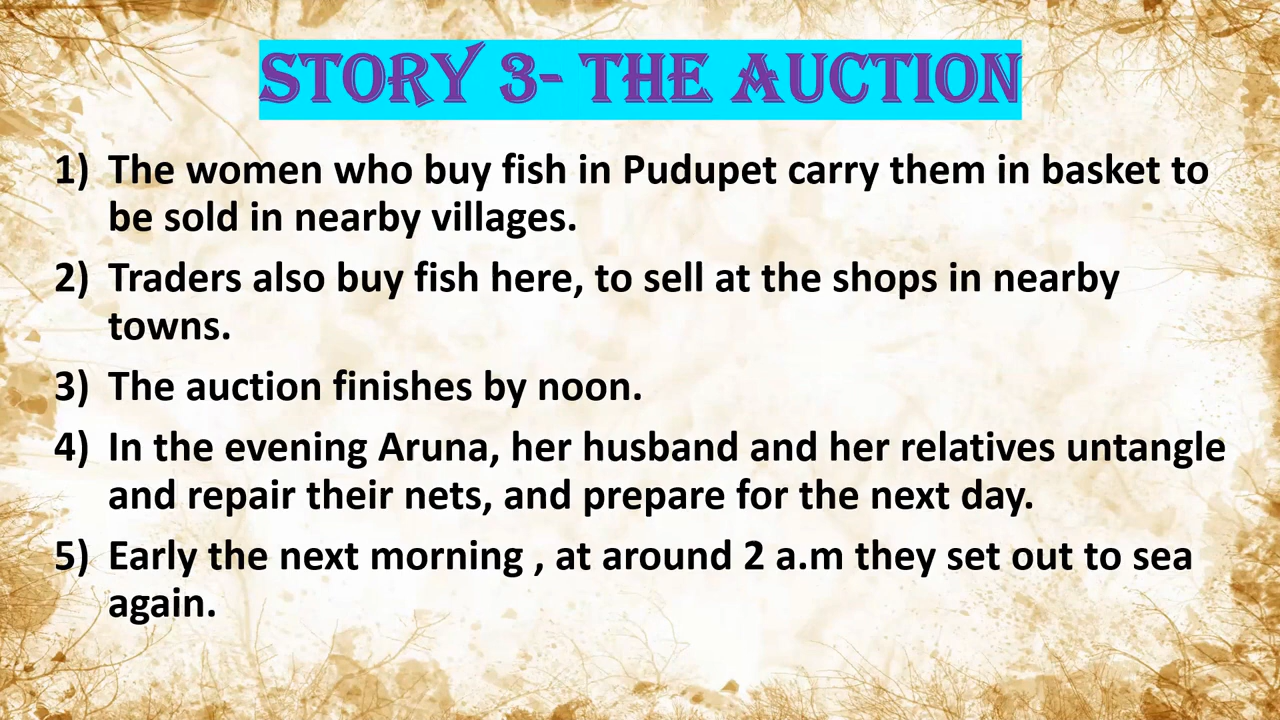 STORY 3- THE AUCTION
1) The women who buy fish in Pudupet carry them in basket to
be sold in nearby villages.
2) Traders also buy fish here, to sell at the shops in nearby
towns.
3) The auction finishes by noon.
4) In the evening Aruna, her husband and her relatives untangle
and repair their nets, and prepare for the next day.
5) Early the next morning , at around 2 a.m they set out to sea
again.